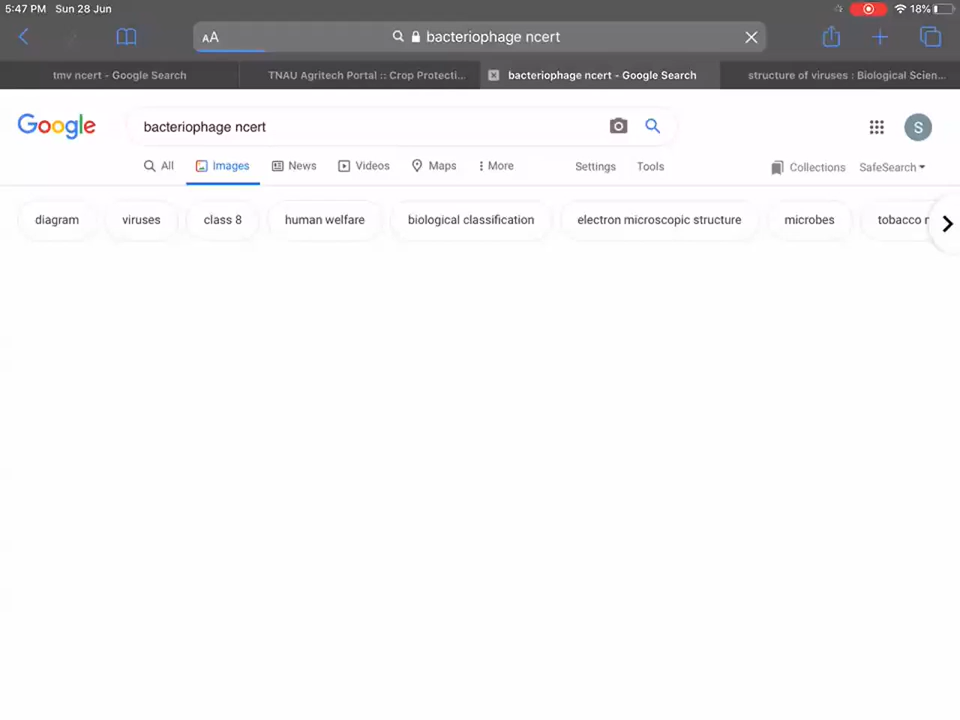 5:47 PM Sun 28 Jun 18%
AA bacteriophage ncert
tmv ncert - Google Search TNAU Agritech Portal :: Crop Protecti... bacteriophage ncert - Google Search structure of viruses : Biological Scien...
Google bacteriophage ncert S
All Images News Videos Maps More Settings Tools Collections SafeSearch
diagram viruses class 8 human welfare biological classification electron microscopic structure microbes tobacco